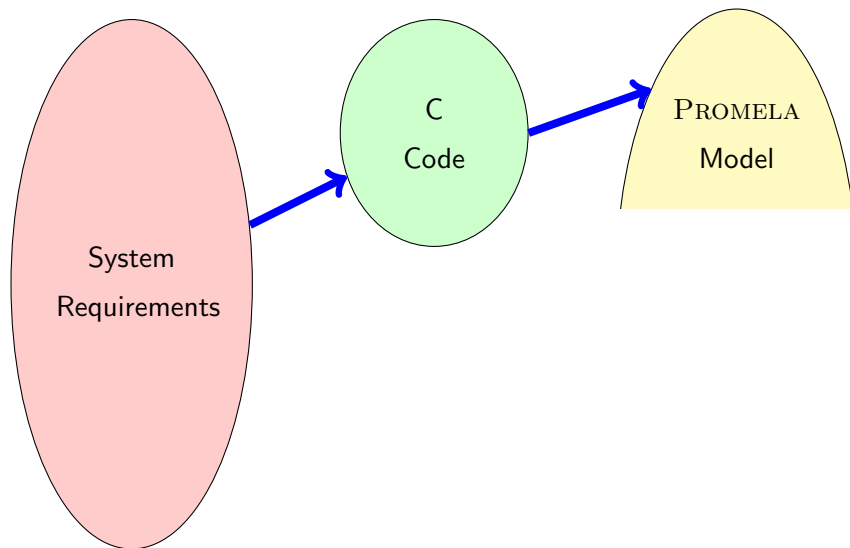 System
Requirements
C
Code
PROMELA
Model